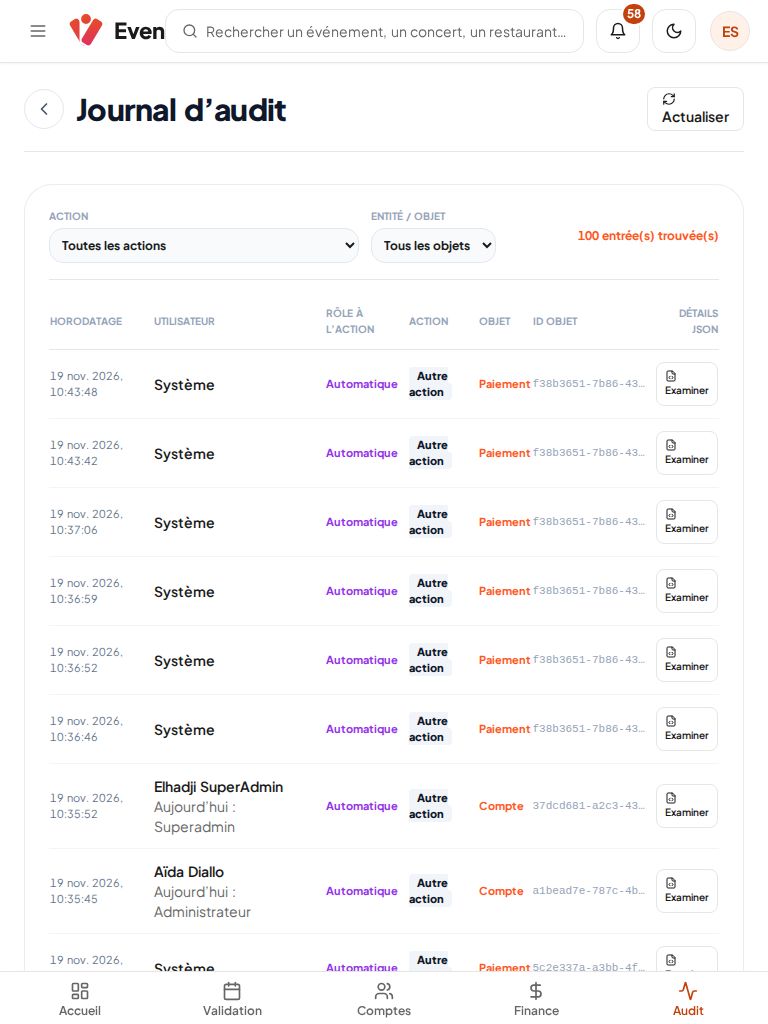 Even
Rechercher un événement, un concert, un restaurant...
58
ES
Journal d’audit
Actualiser
ACTION
ENTITÉ / OBJET
Toutes les actions
Tous les objets
100 entrée(s) trouvée(s)
HORODATAGE UTILISATEUR RÔLE À L’ACTION ACTION OBJET ID OBJET DÉTAILS JSON
19 nov. 2026, 10:43:48 Système Automatique Autre action Paiement f38b3651-7b86-43… Examiner
19 nov. 2026, 10:43:42 Système Automatique Autre action Paiement f38b3651-7b86-43… Examiner
19 nov. 2026, 10:37:06 Système Automatique Autre action Paiement f38b3651-7b86-43… Examiner
19 nov. 2026, 10:36:59 Système Automatique Autre action Paiement f38b3651-7b86-43… Examiner
19 nov. 2026, 10:36:52 Système Automatique Autre action Paiement f38b3651-7b86-43… Examiner
19 nov. 2026, 10:36:46 Système Automatique Autre action Paiement f38b3651-7b86-43… Examiner
19 nov. 2026, 10:35:52 Elhadji SuperAdmin Aujourd’hui : Superadmin Automatique Autre action Compte 37dcd681-a2c3-43… Examiner
19 nov. 2026, 10:35:45 Aïda Diallo Aujourd’hui : Administrateur Automatique Autre action Compte a1bead7e-787c-4b… Examiner
19 nov. 2026, Système Automatique Autre Paiement 5c2e337a-a3bb-4f…
Accueil
Validation
Comptes
Finance
Audit